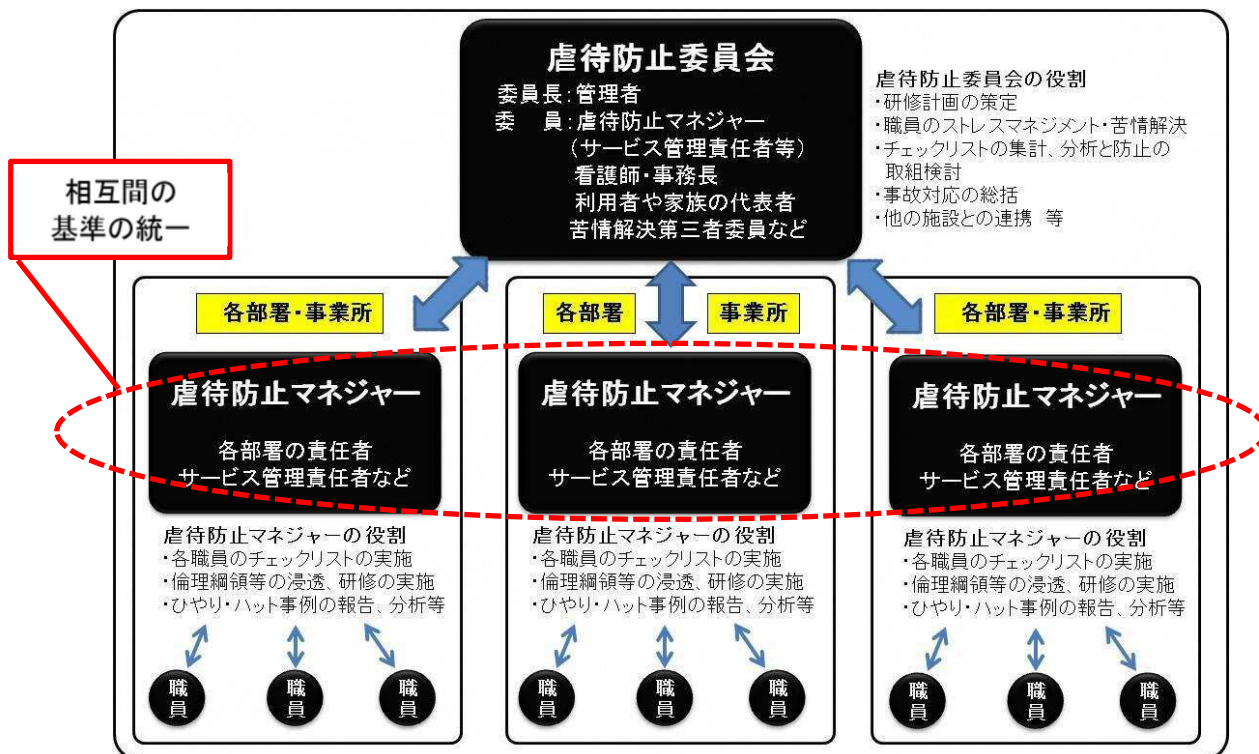 虐待防止委員会
委員長：管理者
委　員：虐待防止マネジャー
（サービス管理責任者等）
看護師・事務長
利用者や家族の代表者
苦情解決第三者委員など
虐待防止委員会の役割
・研修計画の策定
・職員のストレスマネジメント・苦情解決
・チェックリストの集計、分析と防止の
取組検討
・事故対応の総括
・他の施設との連携 等
相互間の
基準の統一
各部署・事業所
虐待防止マネジャー
各部署の責任者
サービス管理責任者など
虐待防止マネジャーの役割
・各職員のチェックリストの実施
・倫理綱領等の浸透、研修の実施
・ひやり・ハット事例の報告、分析等
職員
職員
職員
各部署
事業所
虐待防止マネジャー
各部署の責任者
サービス管理責任者など
虐待防止マネジャーの役割
・各職員のチェックリストの実施
・倫理綱領等の浸透、研修の実施
・ひやり・ハット事例の報告、分析等
職員
職員
職員
各部署・事業所
虐待防止マネジャー
各部署の責任者
サービス管理責任者など
虐待防止マネジャーの役割
・各職員のチェックリストの実施
・倫理綱領等の浸透、研修の実施
・ひやり・ハット事例の報告、分析等
職員
職員
職員